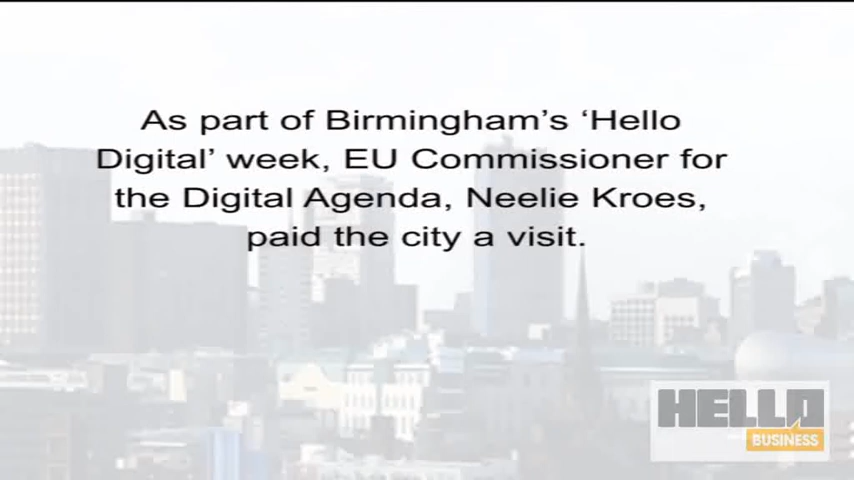 As part of Birmingham's ‘Hello
Digital’ week, EU Commissioner for
the Digital Agenda, Neelie Kroes,
paid the city a visit.
HELLO
BUSINESS